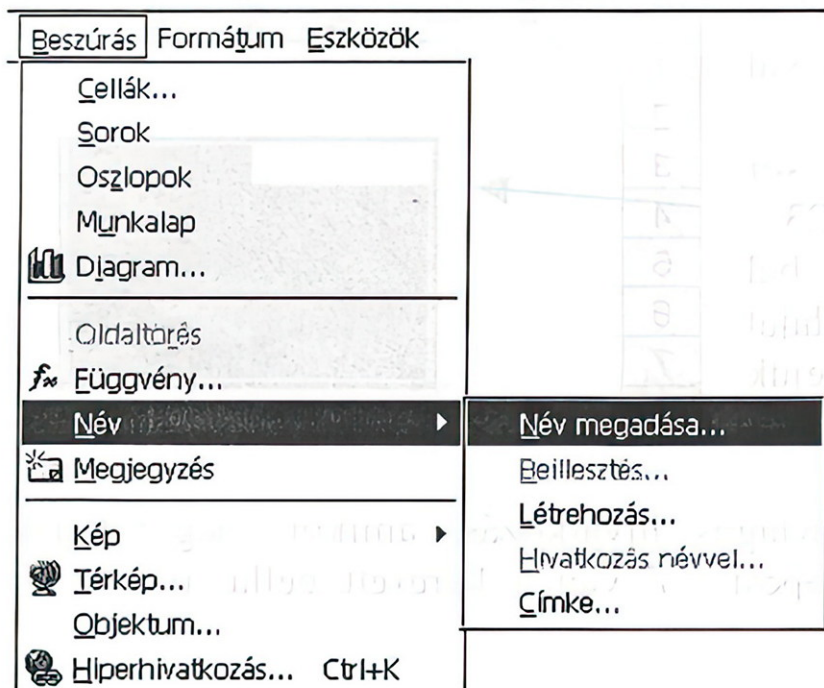 Beszúrás Formátum Eszközök
Cellák...
Sorok
Oszlopok
Munkalap
Diagram...
Oldaltörés
Függvény...
Név
Név megadása...
Megjegyzés
Beillesztés...
Létrehozás...
Hivatkozás névvel...
Címke...
Kép
Térkép...
Objektum...
Hiperhivatkozás... Ctrl+K